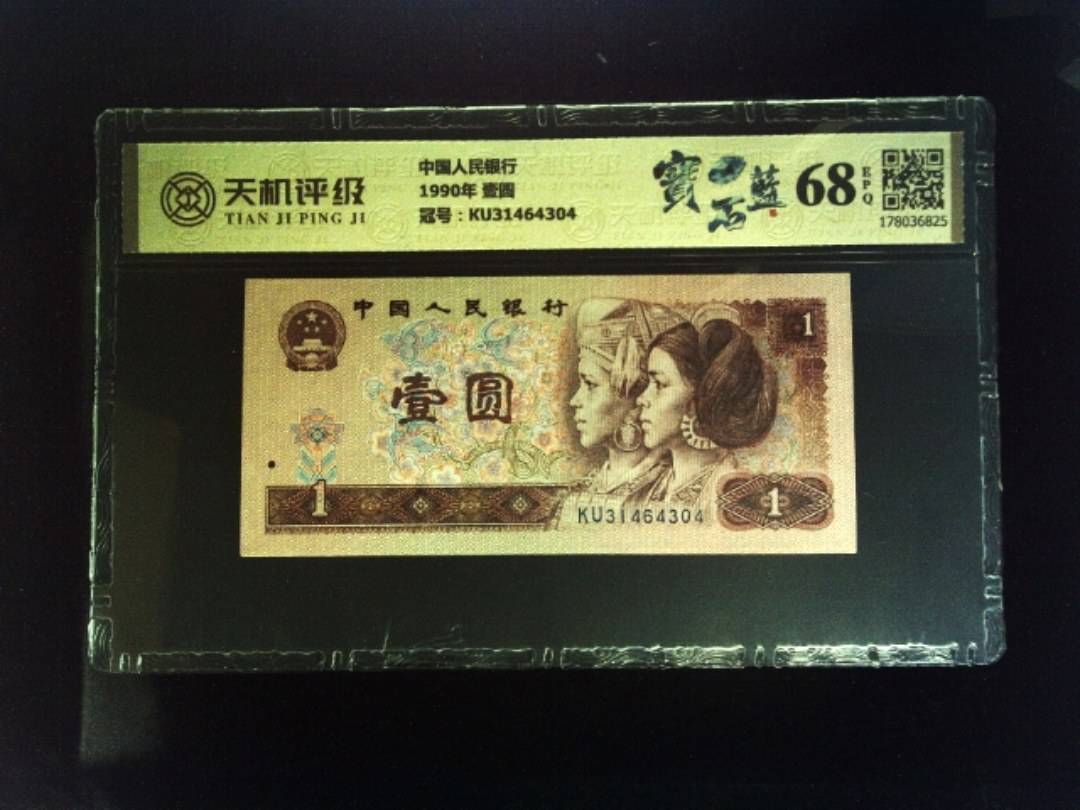 天机评级
TIAN JI PING JI
中国人民银行
1990年 壹圆
冠号：KU31464304
寶石藍
68
EPQ
178036825
中国人民银行
1
壹圆
1
KU31464304
1